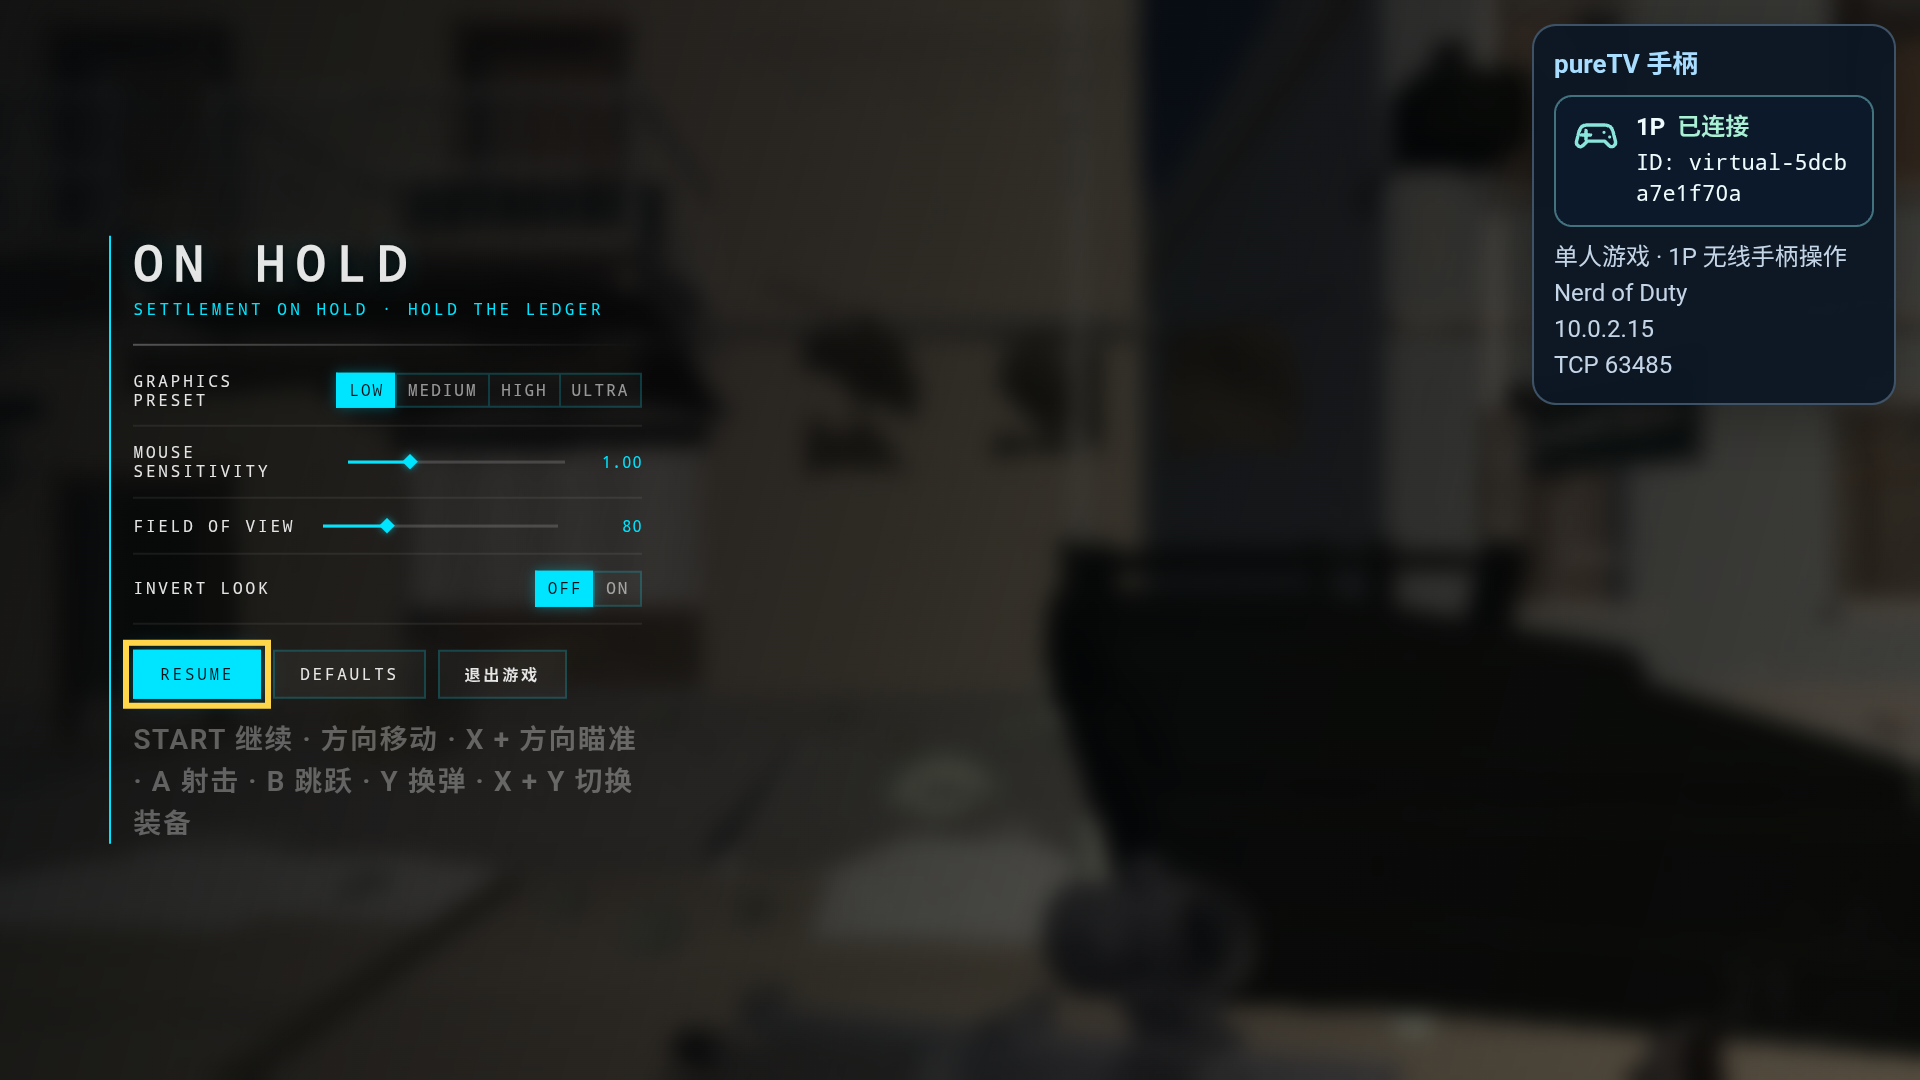 ON HOLD
SETTLEMENT ON HOLD · HOLD THE LEDGER
GRAPHICS
PRESET
LOW MEDIUM HIGH ULTRA
MOUSE
SENSITIVITY
1.00
FIELD OF VIEW
80
INVERT LOOK
OFF ON
RESUME DEFAULTS 退出游戏
START 继续 · 方向移动 · X + 方向瞄准
· A 射击 · B 跳跃 · Y 换弹 · X + Y 切换
装备
pureTV 手柄
1P 已连接
ID: virtual-5dcb
a7e1f70a
单人游戏 · 1P 无线手柄操作
Nerd of Duty
10.0.2.15
TCP 63485